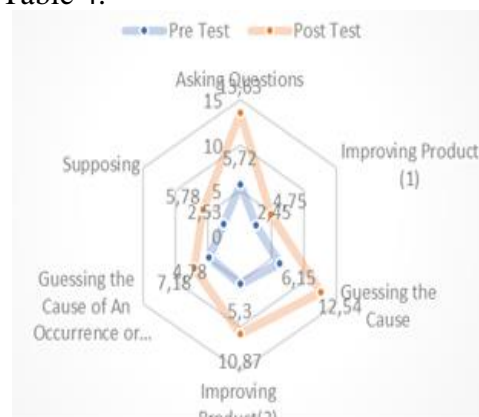 Table 4.
Pre Test Post Test
Asking Questions
13,63
15
10
5,72
Supposing
Improving Product
(1)
5,78
5
4,75
2,53
2,45
0
4,78
6,15
7,18
Guessing the
Cause of An
Occurrence or...
Guessing the
Cause
12,54
5,3
10,87
Improving
Product(2)